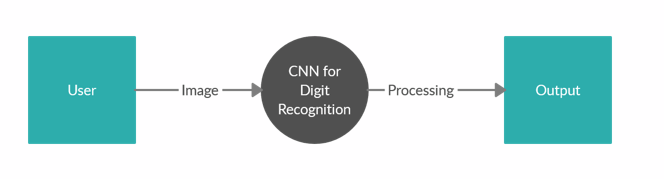 User
Image
CNN for
Digit
Recognition
Processing
Output